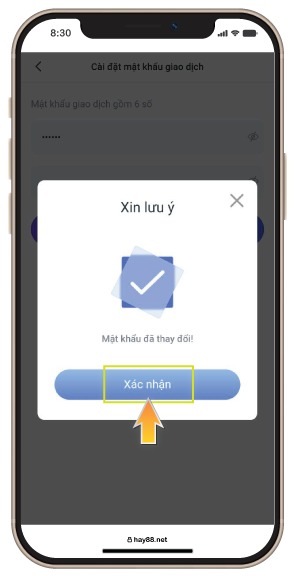 8:30
Cài đặt mật khẩu giao dịch
Mật khẩu giao dịch gồm 6 số
••••••
Xin lưu ý
Mật khẩu đã thay đổi!
Xác nhận
hay88.net